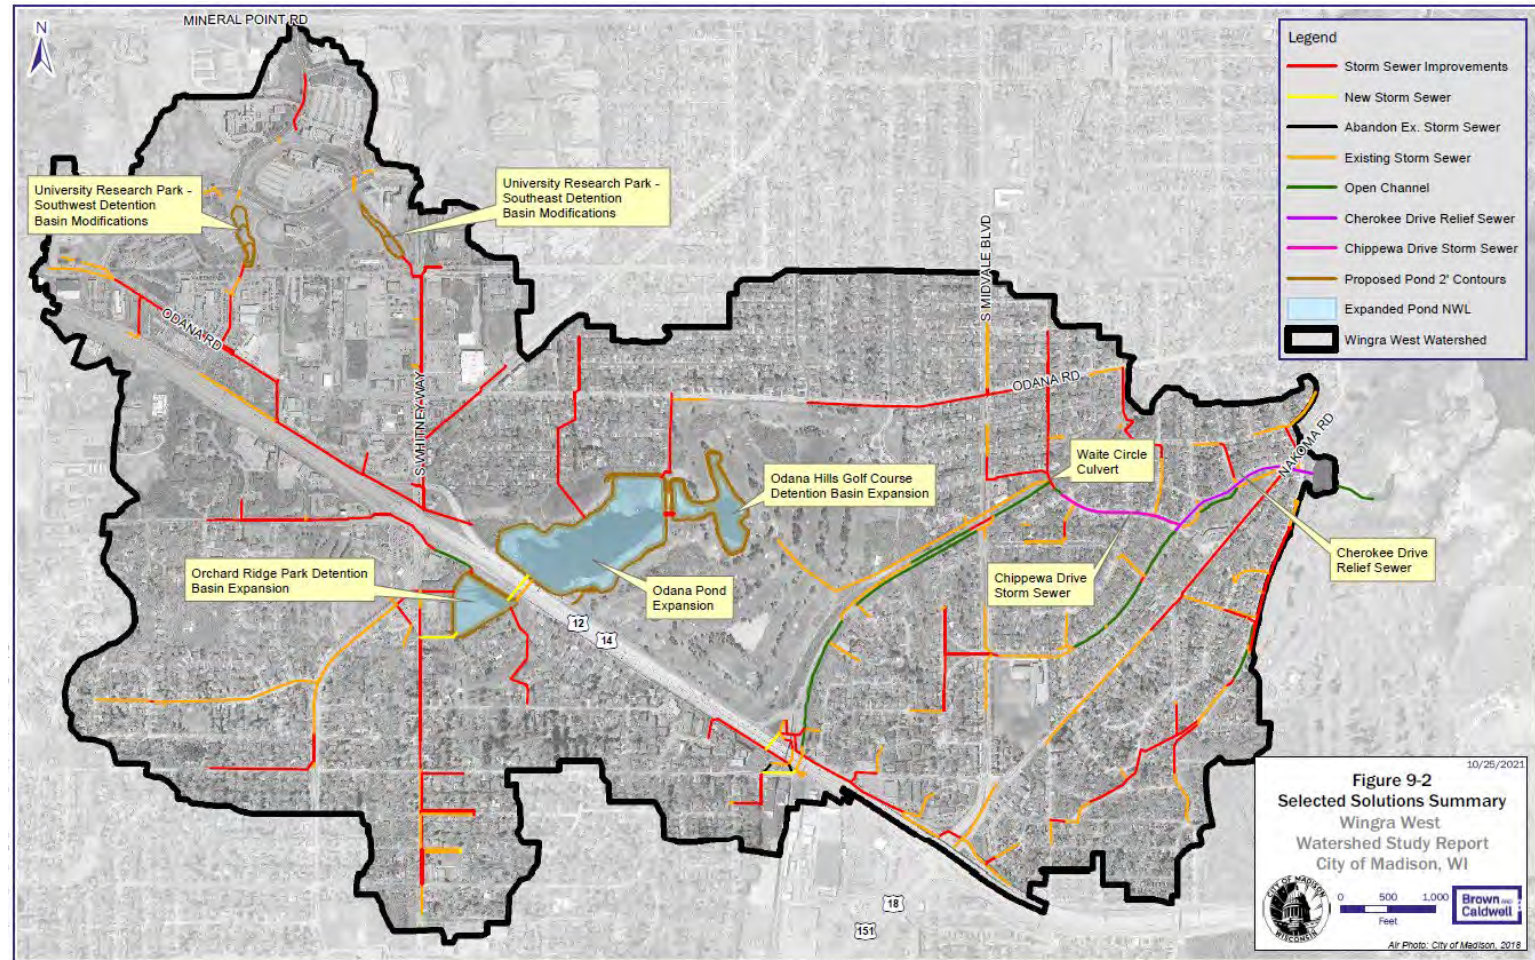 MINERAL POINT RD
N
University Research Park -
Southwest Detention
Basin Modifications
University Research Park -
Southeast Detention
Basin Modifications
S MIDVALE BLVD
Legend
Storm Sewer Improvements
New Storm Sewer
Abandon Ex. Storm Sewer
Existing Storm Sewer
Open Channel
Cherokee Drive Relief Sewer
Chippewa Drive Storm Sewer
Proposed Pond 2' Contours
Expanded Pond NWL
Wingra West Watershed
ODANA RD
S WHITNEY WAY
ODANA RD
NAKOMA RD
Waite Circle
Culvert
Odana Hills Golf Course
Detention Basin Expansion
Orchard Ridge Park Detention
Basin Expansion
Odana Pond
Expansion
Chippewa Drive
Storm Sewer
Cherokee Drive
Relief Sewer
12
14
18
151
10/25/2021
Figure 9-2
Selected Solutions Summary
Wingra West
Watershed Study Report
City of Madison, WI
CITY OF MADISON
WISCONSIN
0 500 1,000
Feet
Brown AND
Caldwell
Air Photo: City of Madison, 2018